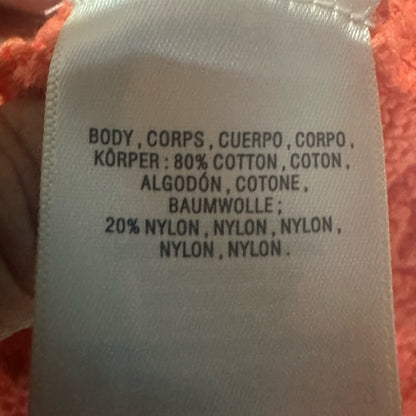 BODY, CORPS, CUERPO, CORPO,
KÖRPER: 80% COTTON, COTON,
ALGODÓN, COTONE,
BAUMWOLLE;
20% NYLON, NYLON, NYLON,
NYLON, NYLON.